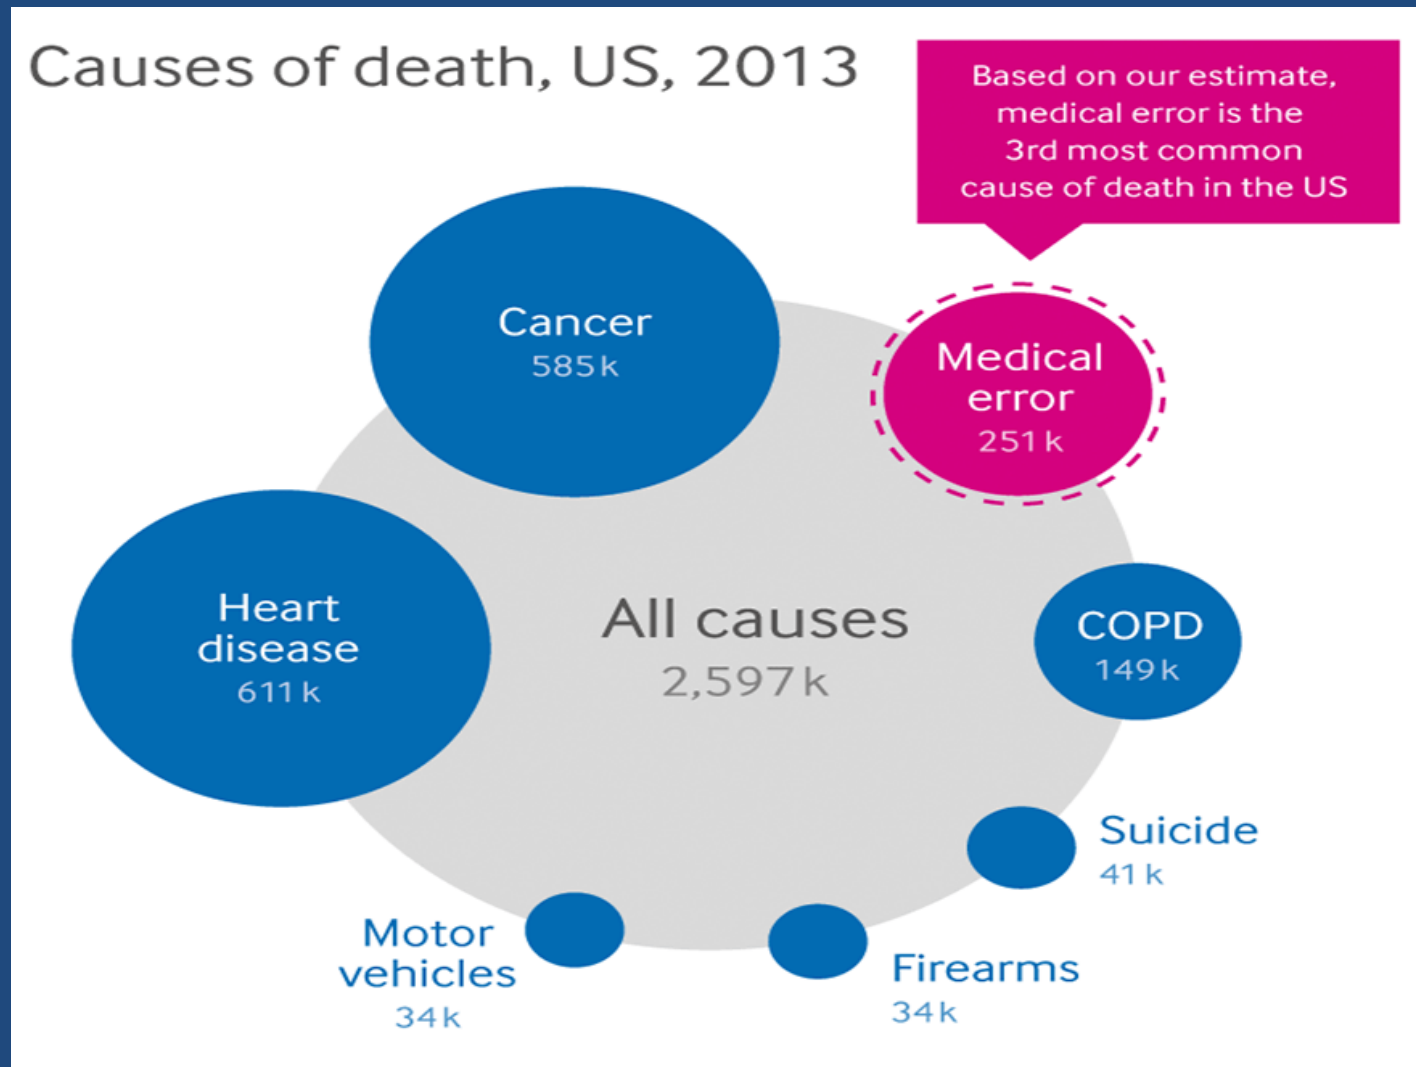 Causes of death, US, 2013
Based on our estimate,
medical error is the
3rd most common
cause of death in the US
Cancer
585k
Medical
error
251k
Heart
disease
611k
All causes
2,597k
COPD
149k
Suicide
41k
Motor
vehicles
34k
Firearms
34k